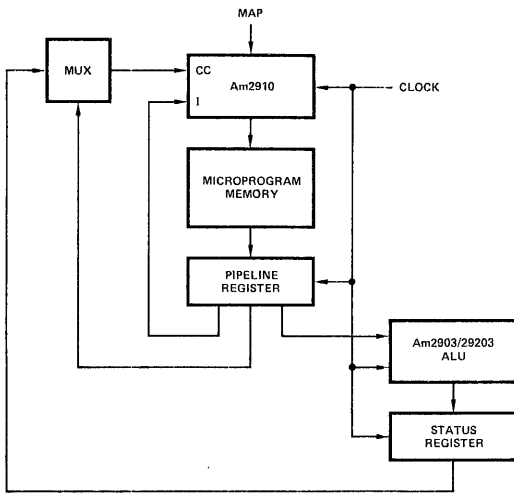 MAP
MUX
CC
Am2910
I
CLOCK
MICROPROGRAM
MEMORY
PIPELINE
REGISTER
Am2903/29203
ALU
STATUS
REGISTER